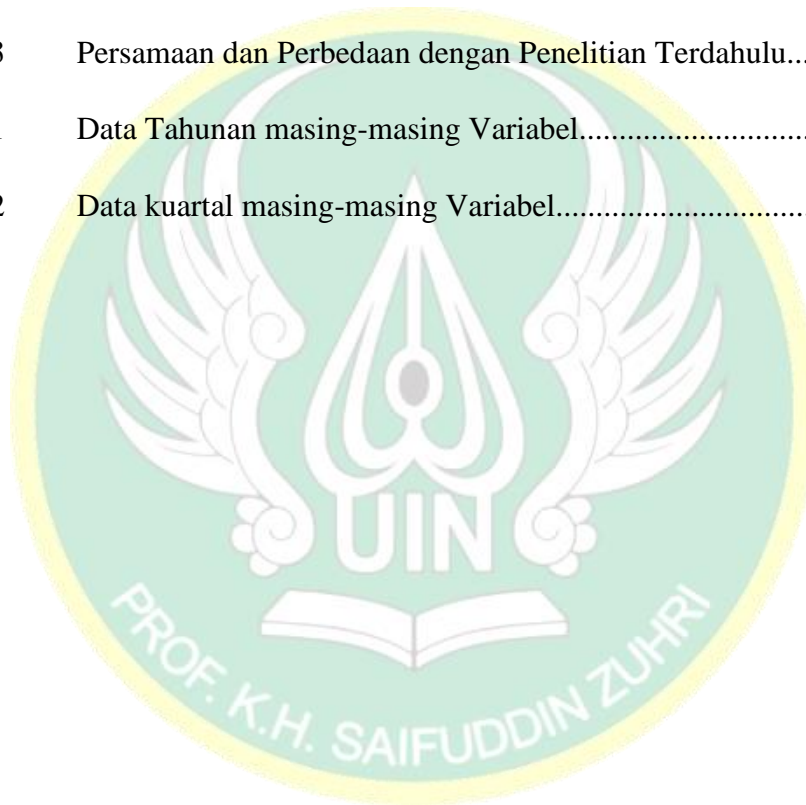 3 Persamaan dan Perbedaan dengan Penelitian Terdahulu...
Data Tahunan masing-masing Variabel............................
2 Data kuartal masing-masing Variabel...............................
UIN
PROF. K.H. SAIFUDDIN ZUHRI